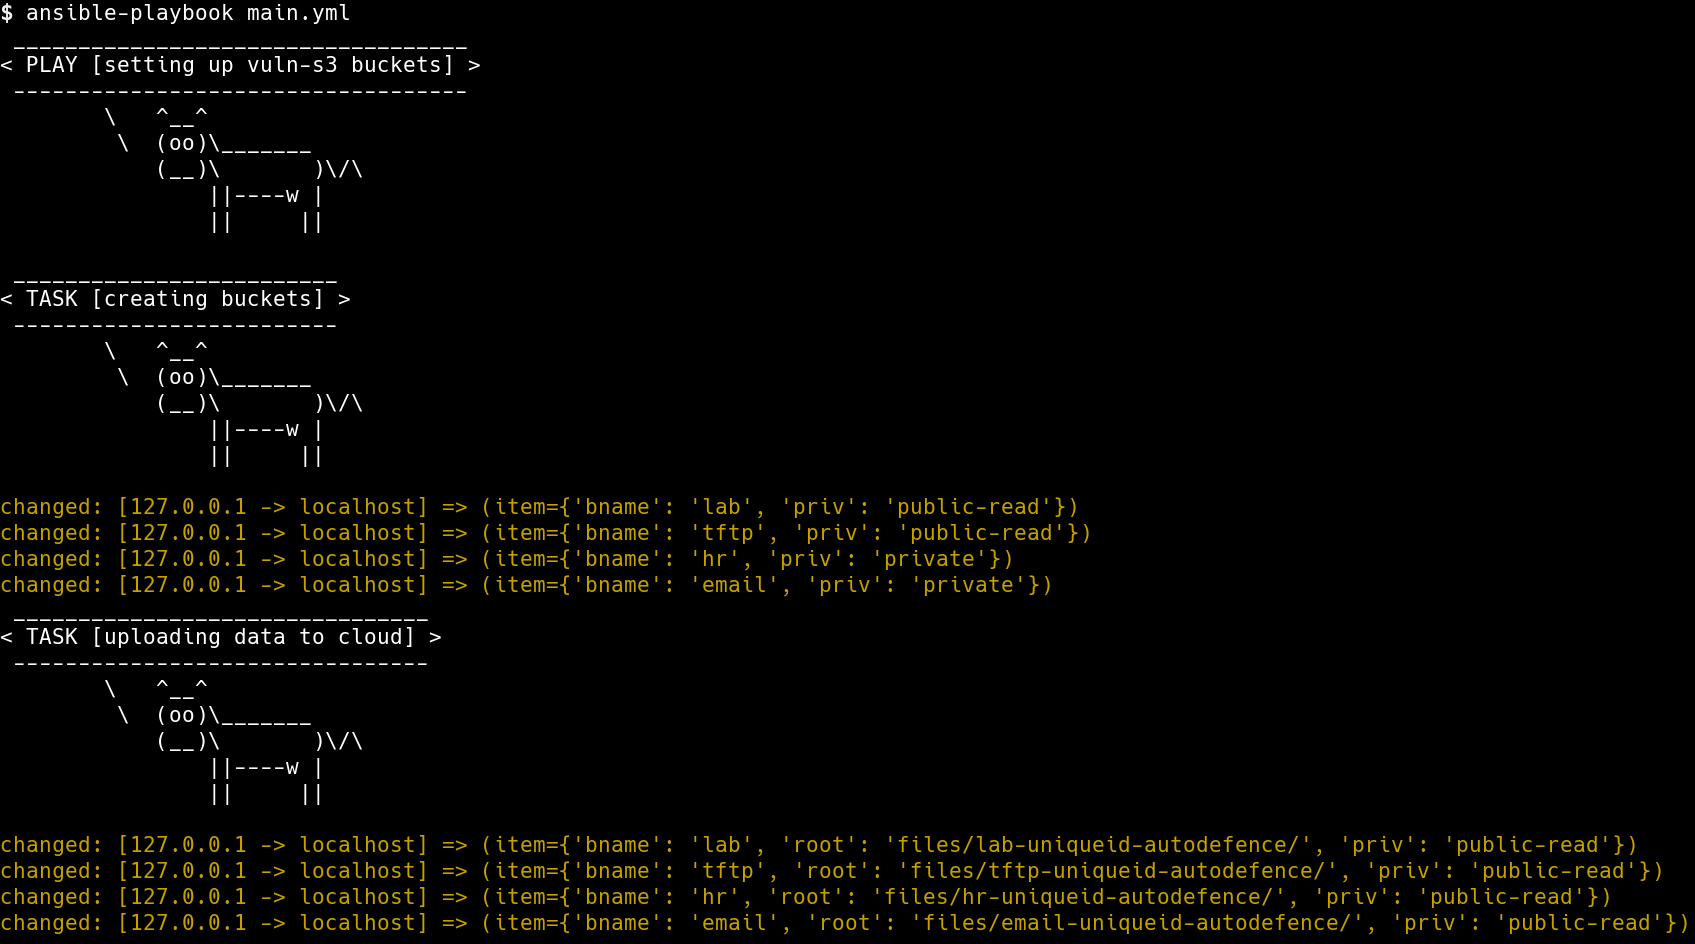 $ ansible-playbook main.yml
 ___________________________________
< PLAY [setting up vuln-s3 buckets] >
 -----------------------------------
        \   ^__^
         \  (oo)\_______
            (__)\       )\/\
                ||----w |
                ||     ||
 _________________________
< TASK [creating buckets] >
 -------------------------
        \   ^__^
         \  (oo)\_______
            (__)\       )\/\
                ||----w |
                ||     ||
changed: [127.0.0.1 -> localhost] => (item={'bname': 'lab', 'priv': 'public-read'})
changed: [127.0.0.1 -> localhost] => (item={'bname': 'tftp', 'priv': 'public-read'})
changed: [127.0.0.1 -> localhost] => (item={'bname': 'hr', 'priv': 'private'})
changed: [127.0.0.1 -> localhost] => (item={'bname': 'email', 'priv': 'private'})
 ________________________________
< TASK [uploading data to cloud] >
 --------------------------------
        \   ^__^
         \  (oo)\_______
            (__)\       )\/\
                ||----w |
                ||     ||
changed: [127.0.0.1 -> localhost] => (item={'bname': 'lab', 'root': 'files/lab-uniqueid-autodefence/', 'priv': 'public-read'})
changed: [127.0.0.1 -> localhost] => (item={'bname': 'tftp', 'root': 'files/tftp-uniqueid-autodefence/', 'priv': 'public-read'})
changed: [127.0.0.1 -> localhost] => (item={'bname': 'hr', 'root': 'files/hr-uniqueid-autodefence/', 'priv': 'public-read'})
changed: [127.0.0.1 -> localhost] => (item={'bname': 'email', 'root': 'files/email-uniqueid-autodefence/', 'priv': 'public-read'})